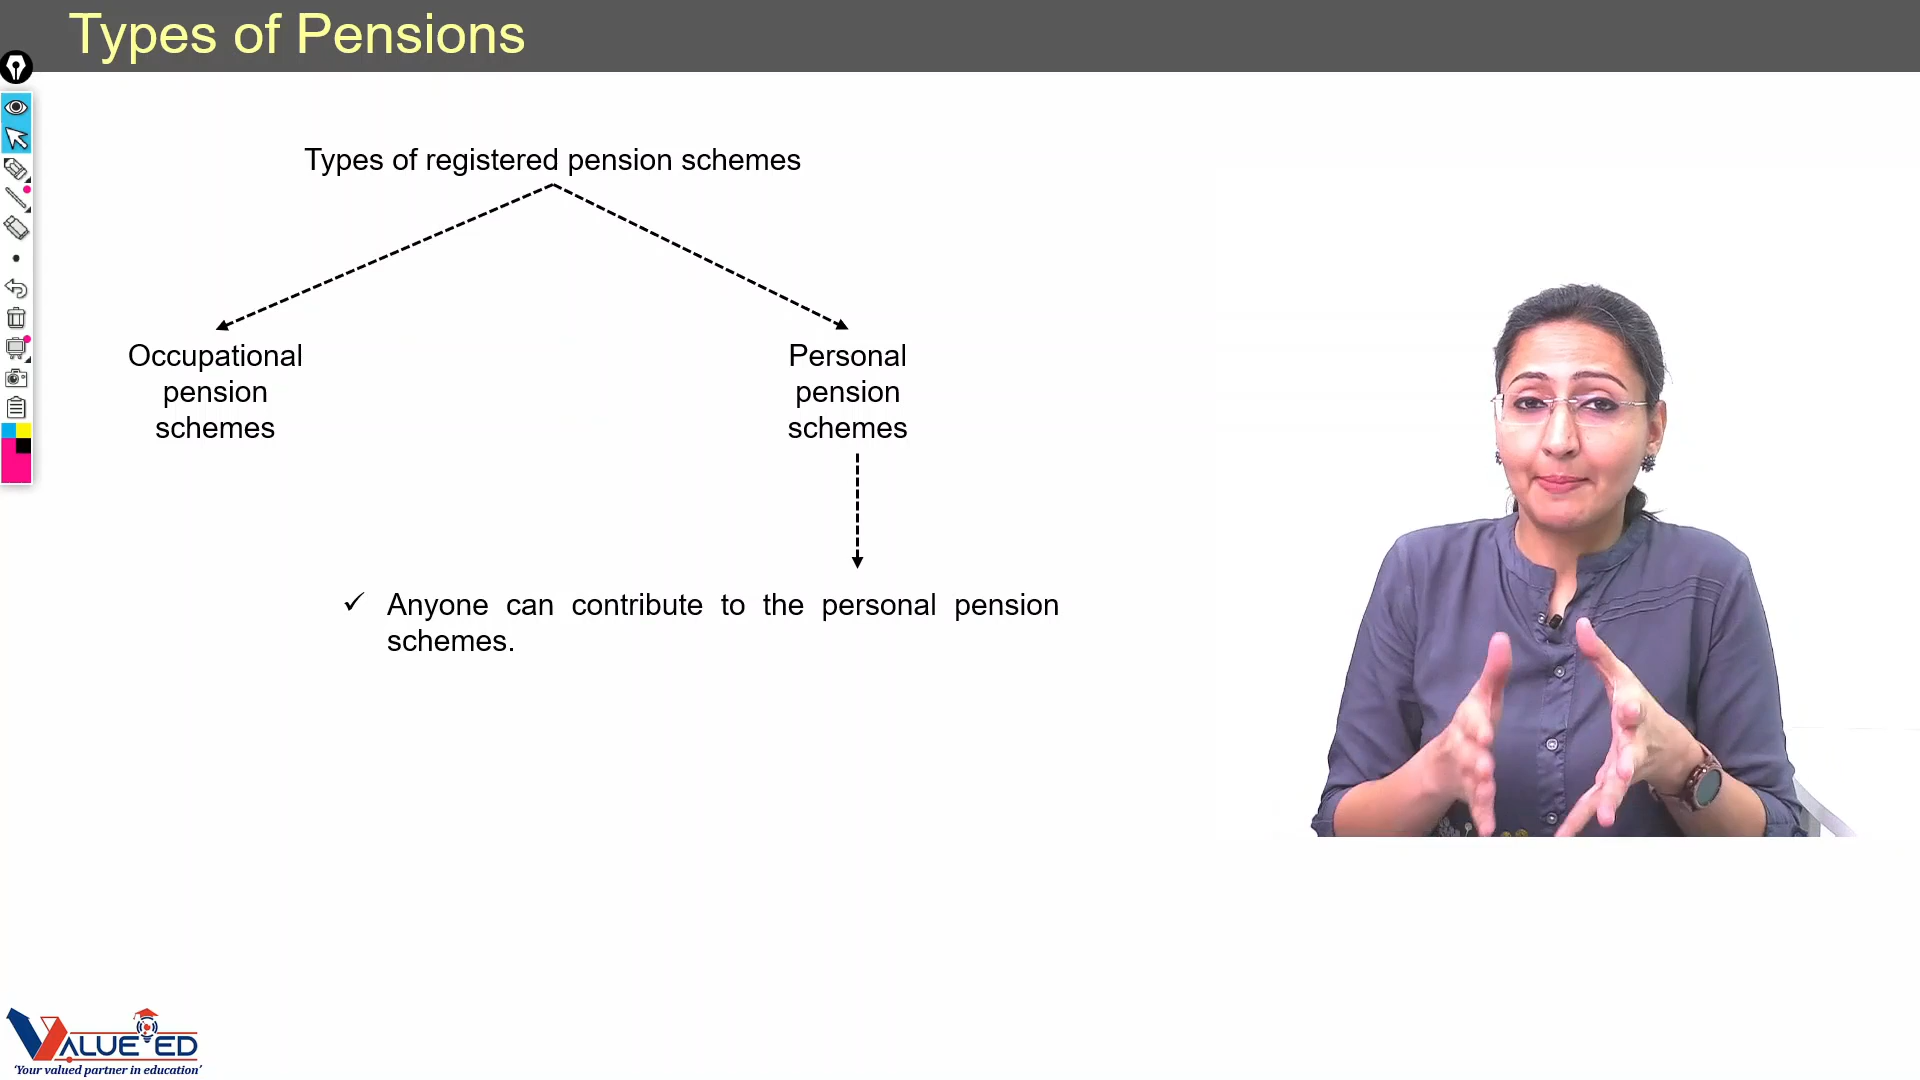 Types of Pensions
Types of registered pension schemes
Occupational
pension
schemes
Personal
pension
schemes
✓ Anyone can contribute to the personal pension
schemes.
VALUE ED
‘Your valued partner in education’